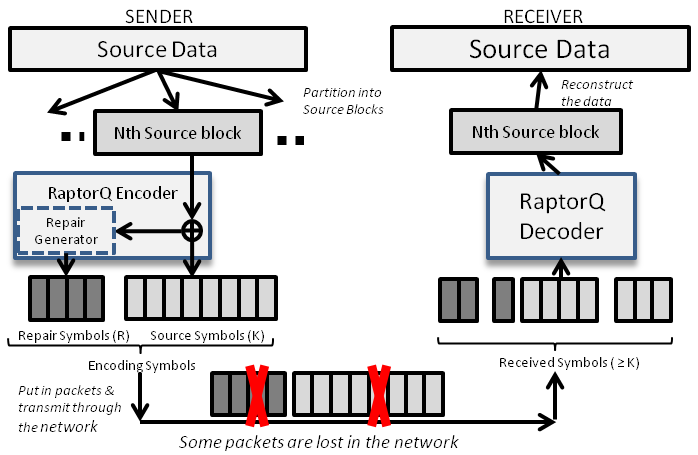 SENDER
Source Data
Partition into
Source Blocks
Nth Source block
RaptorQ Encoder
Repair
Generator
Repair Symbols (R)
Source Symbols (K)
Encoding Symbols
Put in packets &
transmit through
the network
Some packets are lost in the network
RECEIVER
Source Data
Reconstruct
the data
Nth Source block
RaptorQ
Decoder
Received Symbols ( ≥ K)